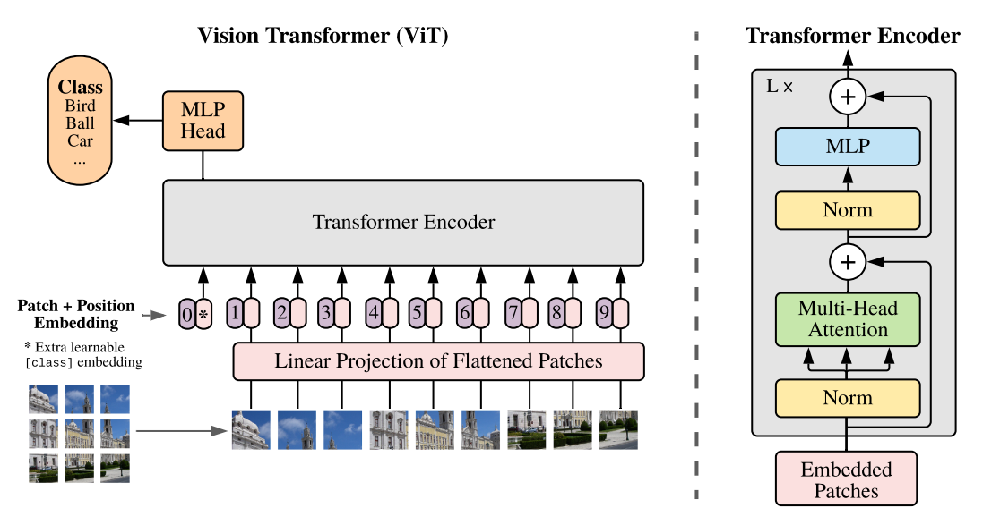 Vision Transformer (ViT)
Class
Bird
Ball
Car
...
MLP
Head
Transformer Encoder
0 * 1 2 3 4 5 6 7 8 9
Patch + Position
Embedding
* Extra learnable
[class] embedding
Linear Projection of Flattened Patches
Transformer Encoder
L x
+
MLP
Norm
+
Multi-Head
Attention
Norm
Embedded
Patches